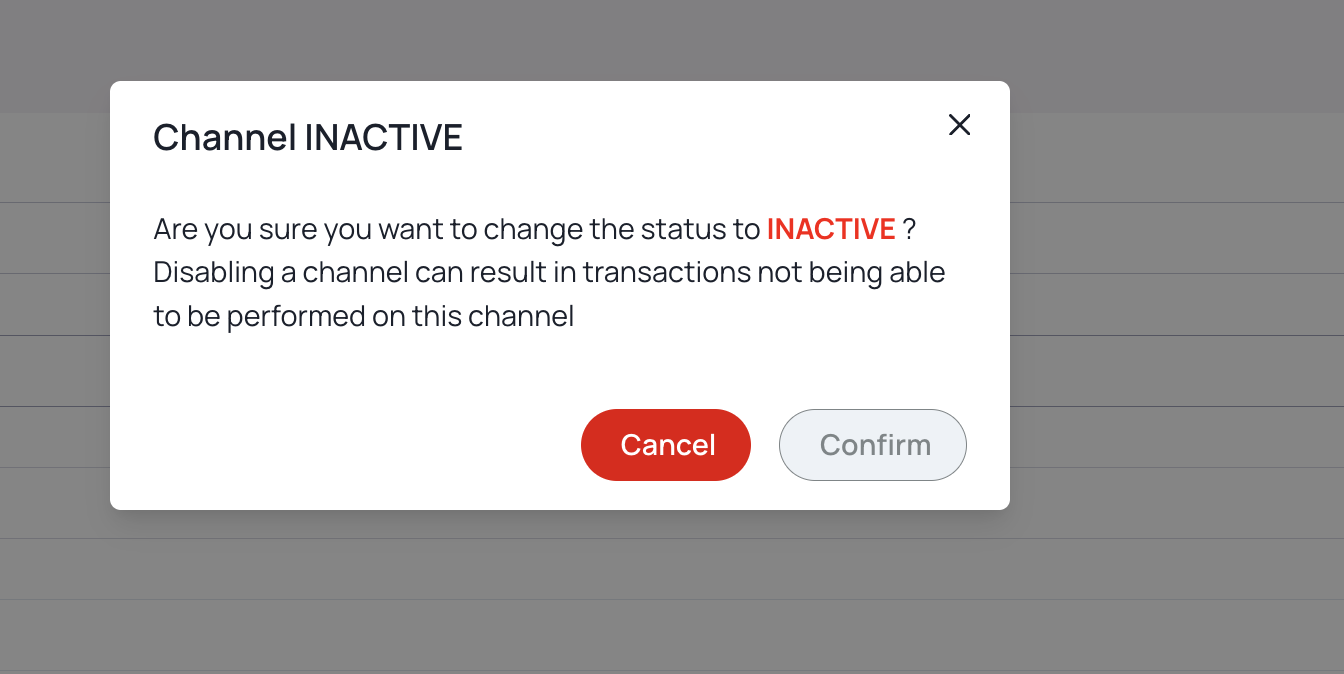 Channel INACTIVE
Are you sure you want to change the status to INACTIVE ?
Disabling a channel can result in transactions not being able
to be performed on this channel
Cancel
Confirm